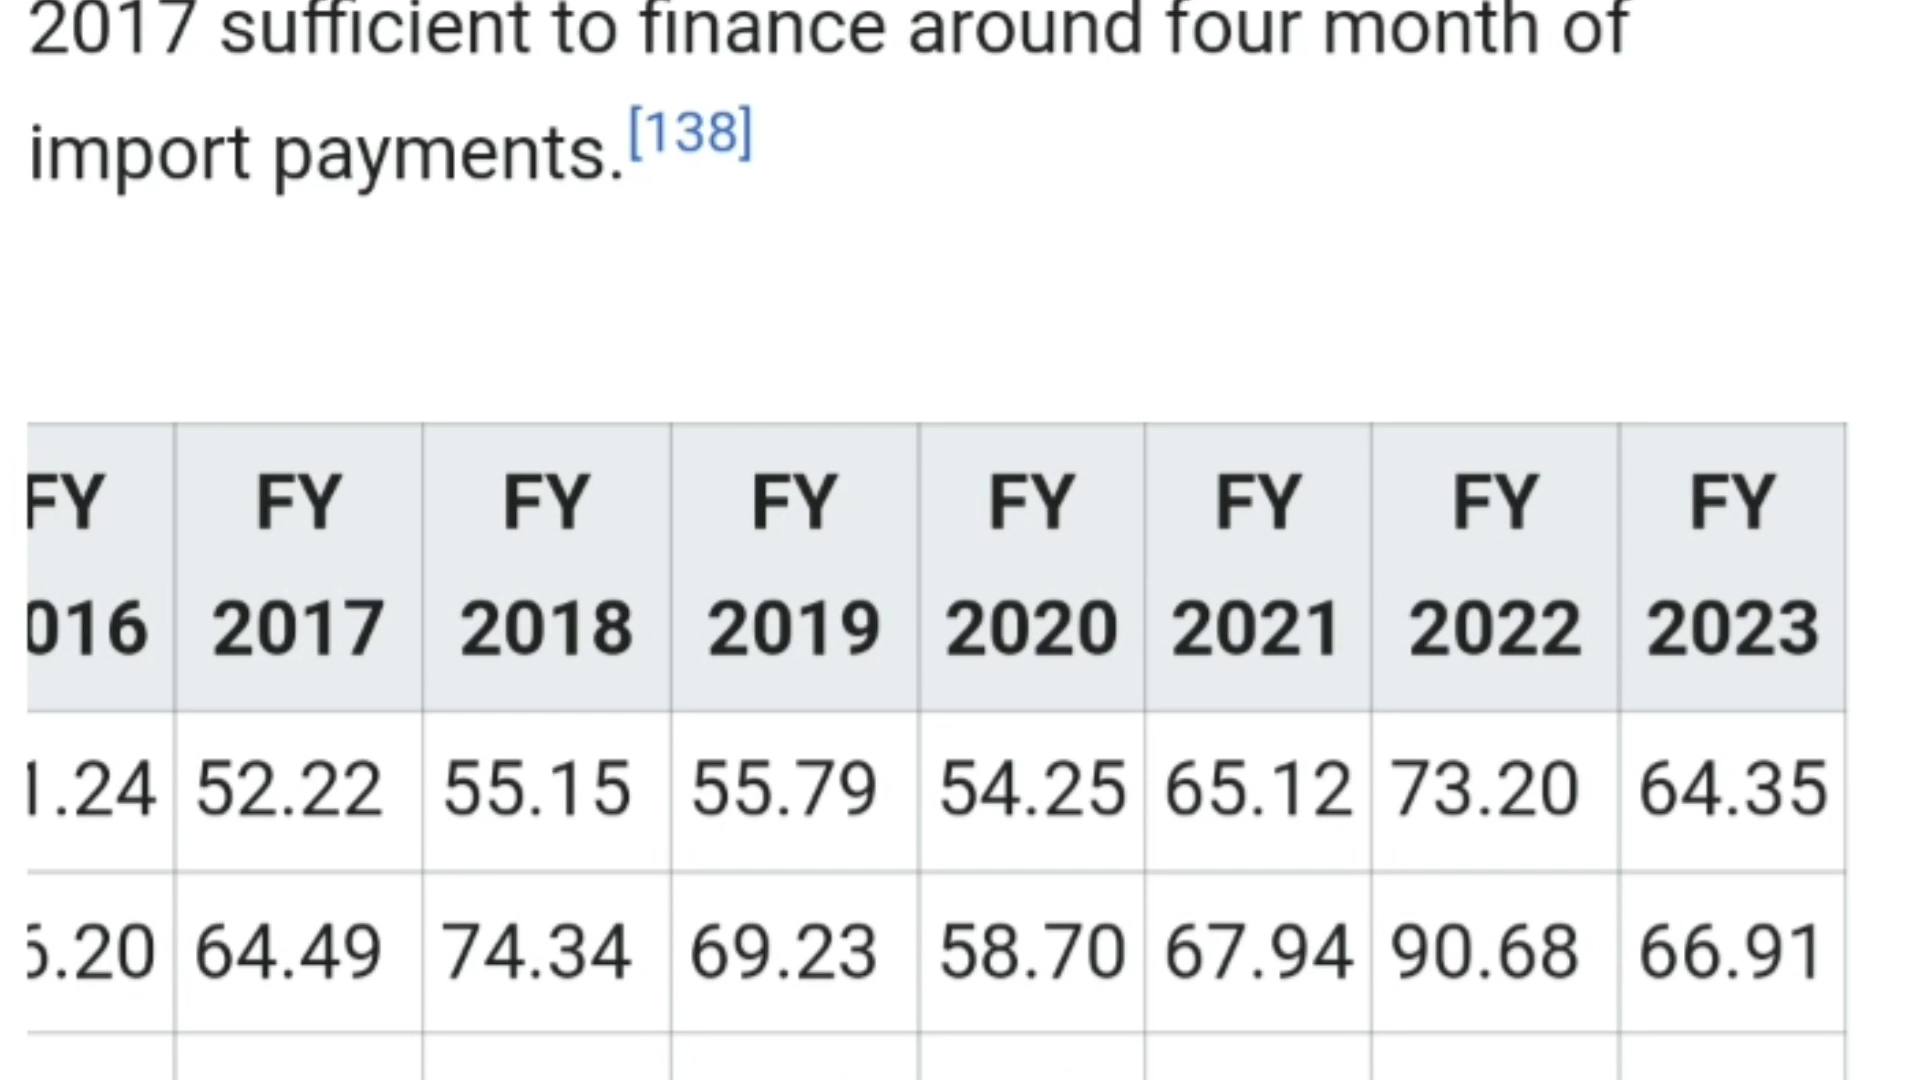 2017 sufficient to finance around four month of
import payments.[138]
FY FY FY FY FY FY FY FY
016 2017 2018 2019 2020 2021 2022 2023
1.24 52.22 55.15 55.79 54.25 65.12 73.20 64.35
.20 64.49 74.34 69.23 58.70 67.94 90.68 66.91